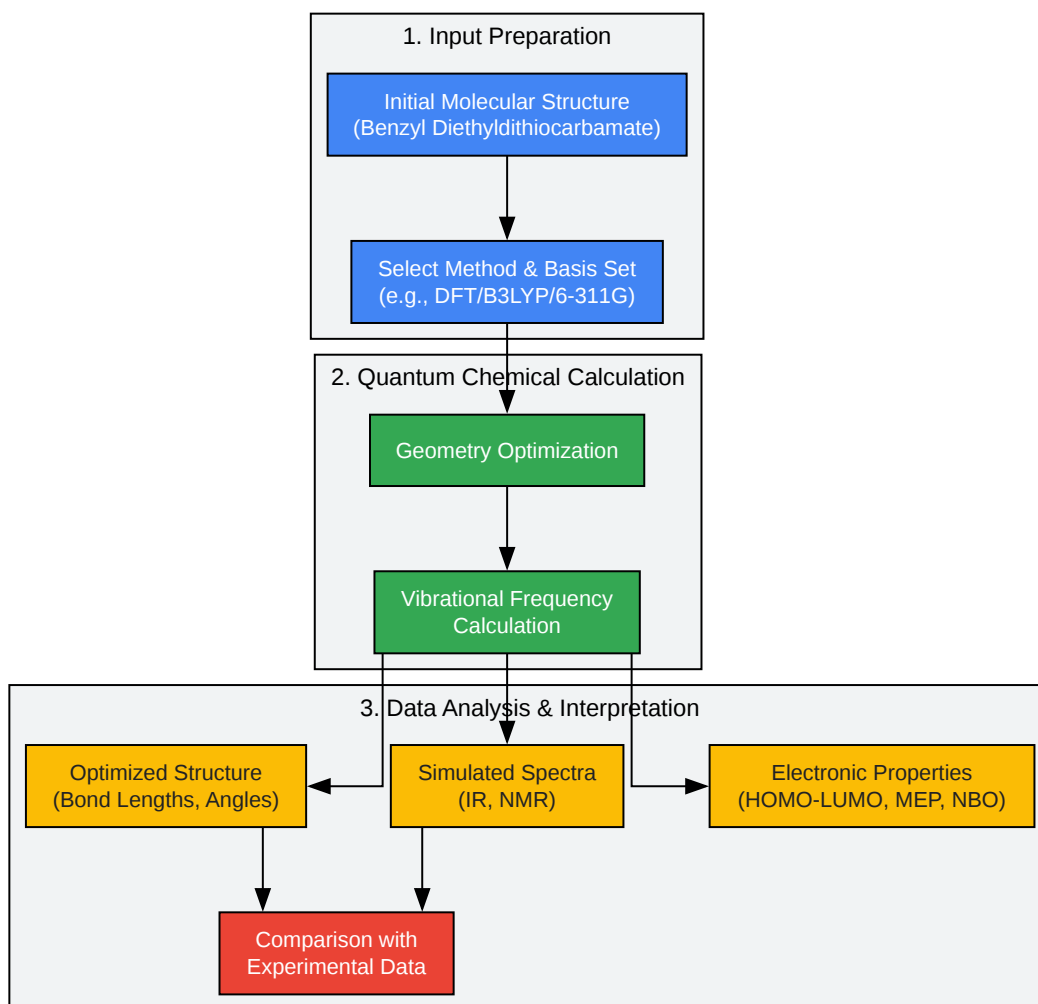 1. Input Preparation
Initial Molecular Structure
(Benzyl Diethyldithiocarbamate)
Select Method & Basis Set
(e.g., DFT/B3LYP/6-311G)
2. Quantum Chemical Calculation
Geometry Optimization
Vibrational Frequency
Calculation
3. Data Analysis & Interpretation
Optimized Structure
(Bond Lengths, Angles)
Simulated Spectra
(IR, NMR)
Electronic Properties
(HOMO-LUMO, MEP, NBO)
Comparison with
Experimental Data